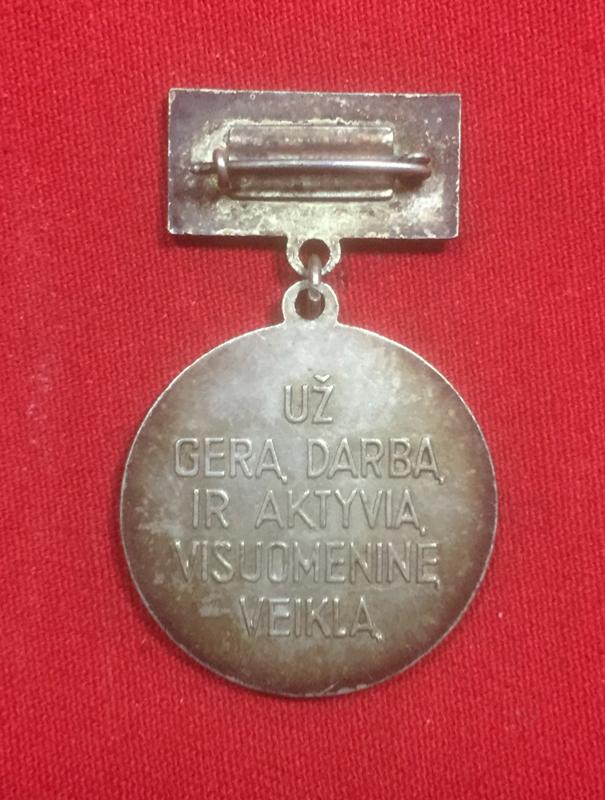 UŽ
GERĄ DARBĄ
IR AKTYVIĄ
VISUOMENINĘ
VEIKLĄ